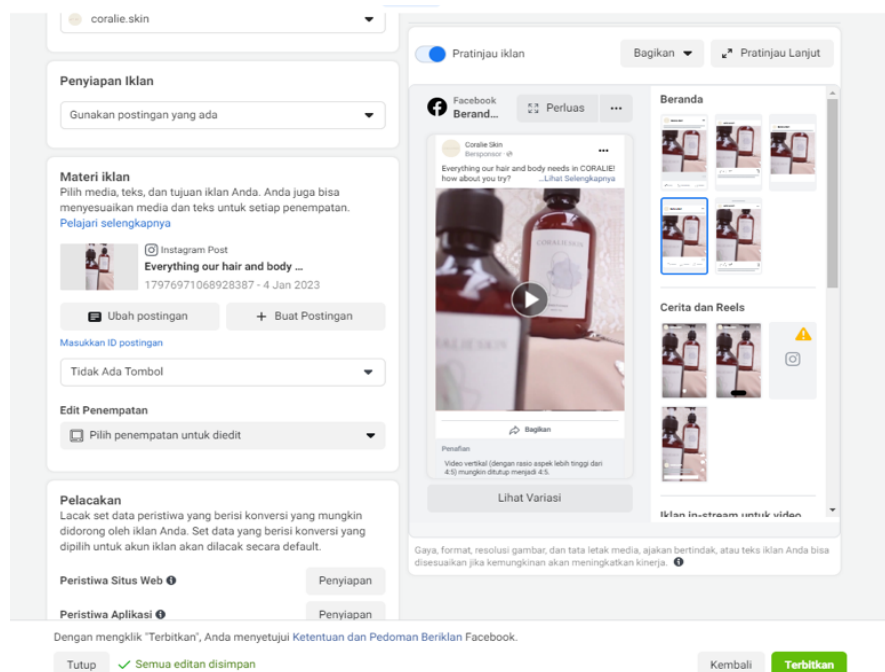 coralie.skin
Penyiapan Iklan
Gunakan postingan yang ada
Materi iklan
Pilih media, teks, dan tujuan iklan Anda. Anda juga bisa
menyesuaikan media dan teks untuk setiap penempatan.
Pelajari selengkapnya
Instagram Post
Everything our hair and body ...
17976971068928387 - 4 Jan 2023
Ubah postingan
+ Buat Postingan
Masukkan ID postingan
Tidak Ada Tombol
Edit Penempatan
Pilih penempatan untuk diedit
Pelacakan
Lacak set data peristiwa yang berisi konversi yang mungkin
didorong oleh iklan Anda. Set data yang berisi konversi yang
dipilih untuk akun iklan akan dilacak secara default.
Peristiwa Situs Web
Penyiapan
Peristiwa Aplikasi
Penyiapan
Pratinjau iklan
Bagikan
Pratinjau Lanjut
Facebook
Berand...
Perluas
...
Coralie Skin
Bersponsor
Everything our hair and body needs in CORALIE!
how about you try? ...Lihat Selengkapnya
CORALIE SKIN
Bagikan
Penafian
Video vertikal (dengan rasio aspek lebih tinggi dari
4:5) mungkin ditutup menjadi 4:5.
Lihat Variasi
Beranda
Cerita dan Reels
Iklan in-stream untuk video
Gaya, format, resolusi gambar, dan tata letak media, ajakan bertindak, atau teks iklan Anda bisa
disesuaikan jika kemungkinan akan meningkatkan kinerja.
Dengan mengklik "Terbitkan", Anda menyetujui Ketentuan dan Pedoman Beriklan Facebook.
Tutup
Semua editan disimpan
Kembali
Terbitkan